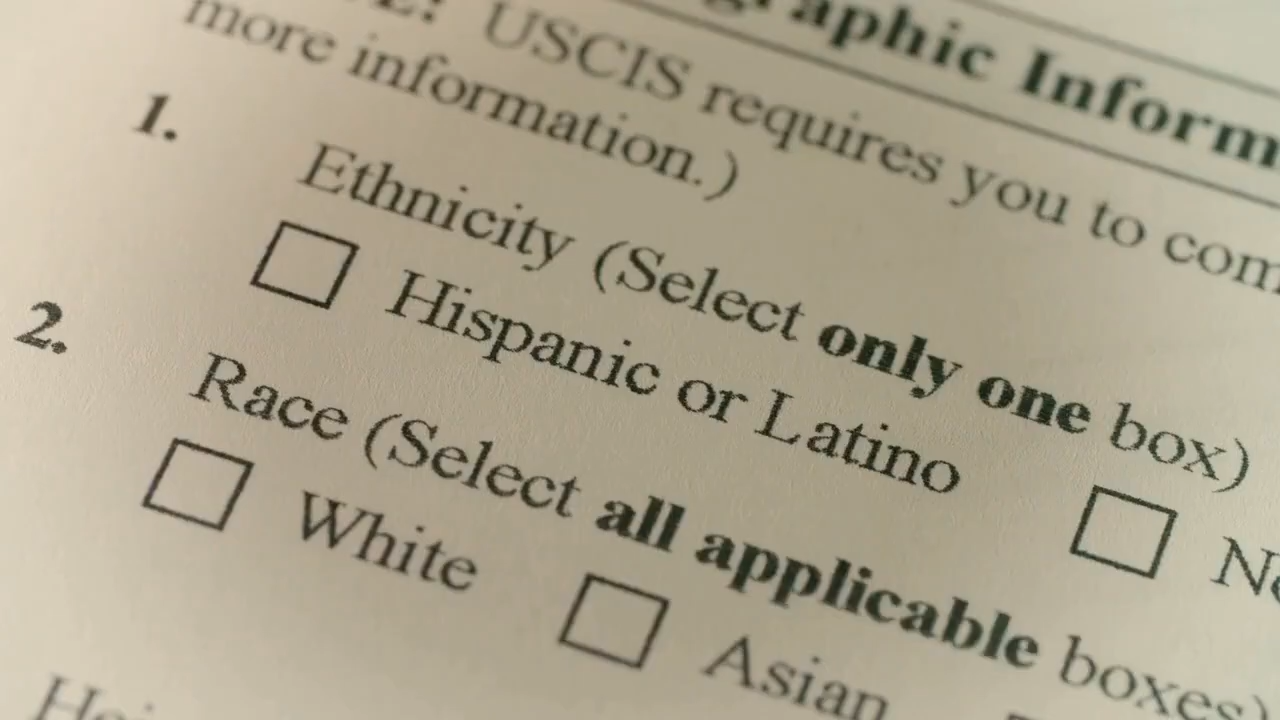 graphic Inform
E: USCIS requires you to com
more information.)
1. Ethnicity (Select only one box)
Hispanic or Latino
2. Race (Select all applicable boxes)
White Asian